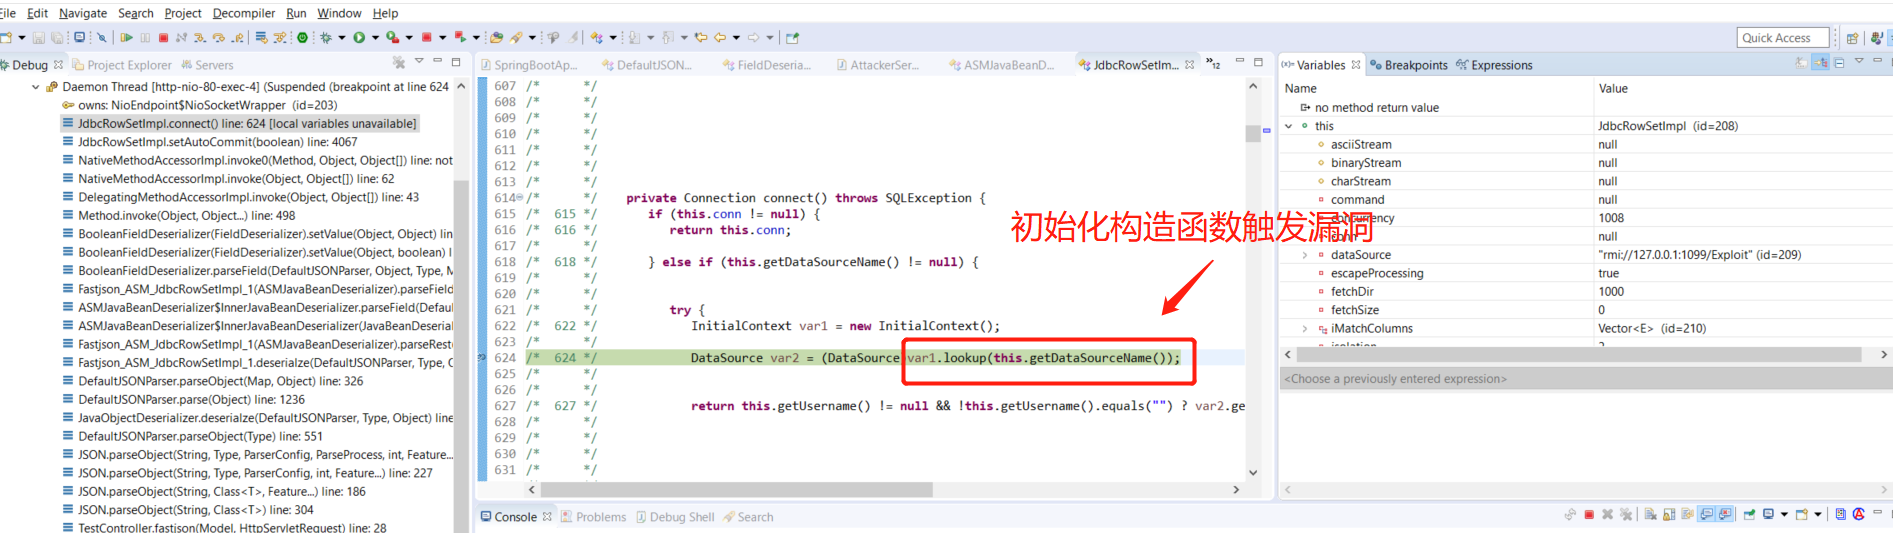 File Edit Navigate Search Project Decompiler Run Window Help
Quick Access
Debug Project Explorer Servers
Daemon Thread [http-nio-80-exec-4] (Suspended (breakpoint at line 624
owns: NioEndpoint$NioSocketWrapper (id=203)
JdbcRowSetImpl.connect() line: 624 [local variables unavailable]
JdbcRowSetImpl.setAutoCommit(boolean) line: 4067
NativeMethodAccessorImpl.invoke0(Method, Object, Object[]) line: not
NativeMethodAccessorImpl.invoke(Object, Object[]) line: 62
DelegatingMethodAccessorImpl.invoke(Object, Object[]) line: 43
Method.invoke(Object, Object...) line: 498
BooleanFieldDeserializer(FieldDeserializer).setValue(Object, Object) lin
BooleanFieldDeserializer(FieldDeserializer).setValue(Object, boolean) l
BooleanFieldDeserializer.parseField(DefaultJSONParser, Object, Type, M
Fastjson_ASM_JdbcRowSetImpl_1(ASMJavaBeanDeserializer).parseField
ASMJavaBeanDeserializer$InnerJavaBeanDeserializer.parseField(Defau
ASMJavaBeanDeserializer$InnerJavaBeanDeserializer(JavaBeanDeserial
Fastjson_ASM_JdbcRowSetImpl_1(ASMJavaBeanDeserializer).parseRest
Fastjson_ASM_JdbcRowSetImpl_1.deserialze(DefaultJSONParser, Type, O
DefaultJSONParser.parseObject(Map, Object) line: 326
DefaultJSONParser.parse(Object) line: 1236
JavaObjectDeserializer.deserialze(DefaultJSONParser, Type, Object) line
DefaultJSONParser.parseObject(Type) line: 551
JSON.parseObject(String, Type, ParserConfig, ParseProcess, int, Feature...
JSON.parseObject(String, Type, ParserConfig, int, Feature...) line: 227
JSON.parseObject(String, Class<T>, Feature...) line: 186
JSON.parseObject(String, Class<T>) line: 304
TestController.fastjson(Model, HttpServletRequest) line: 28
SpringBootAp... DefaultJSON... FieldDeseria... AttackerSer... ASMJavaBeanD... JdbcRowSetIm... »12
607 /* */
608 /* */
609 /* */
610 /* */
611 /* */
612 /* */
613 /* */
614 private Connection connect() throws SQLException {
615 /* 615 */ if (this.conn != null) {
616 /* 616 */ return this.conn;
617 /* */
618 /* 618 */ } else if (this.getDataSourceName() != null) {
619 /* */
620 /* */
621 /* */ try {
622 /* 622 */ InitialContext var1 = new InitialContext();
623 /* */
624 /* 624 */ DataSource var2 = (DataSource var1.lookup(this.getDataSourceName());
625 /* */
626 /* */
627 /* 627 */ return this.getUsername() != null && !this.getUsername().equals("") ? var2.ge
628 /* */
629 /* */
630 /* */
631 /* */
初始化构造函数触发漏洞
Console Problems Debug Shell Search
Variables Breakpoints Expressions
Name Value
no method return value
this JdbcRowSetImpl (id=208)
asciiStream null
binaryStream null
charStream null
command null
concurrency 1008
conn null
dataSource "rmi://127.0.0.1:1099/Exploit" (id=209)
escapeProcessing true
fetchDir 1000
fetchSize 0
iMatchColumns Vector<E> (id=210)
isolation 2
<Choose a previously entered expression>